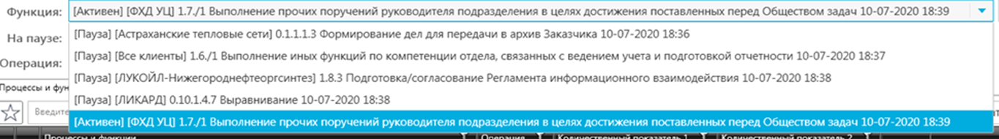 Функция: [Активен] [ФХД УЦ] 1.7./1 Выполнение прочих поручений руководителя подразделения в целях достижения поставленных перед Обществом задач 10-07-2020 18:39
На паузе: [Пауза] [Астраханские тепловые сети] 0.1.1.1.3 Формирование дел для передачи в архив Заказчика 10-07-2020 18:36
[Пауза] [Все клиенты] 1.6./1 Выполнение иных функций по компетенции отдела, связанных с ведением учета и подготовкой отчетности 10-07-2020 18:37
Операция:
[Пауза] [ЛУКОЙЛ-Нижегороднефтеоргсинтез] 1.8.3 Подготовка/согласование Регламента информационного взаимодействия 10-07-2020 18:38
Процессы и фун
[Пауза] [ЛИКАРД] 0.10.1.4.7 Выравнивание 10-07-2020 18:38
Введите
[Активен] [ФХД УЦ] 1.7./1 Выполнение прочих поручений руководителя подразделения в целях достижения поставленных перед Обществом задач 10-07-2020 18:39
Процессы и функции Операция Количественный показатель 1 Количественный показатель 2